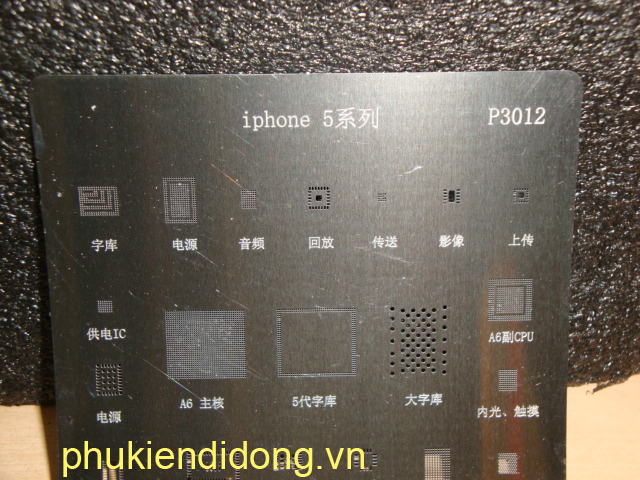 iphone 5系列
P3012
字库 电源 音频 回放 传送 影像 上传
供电IC
A6副CPU
电源
A6 主核
5代字库
大字库
内光、触摸
phukiendidong.vn